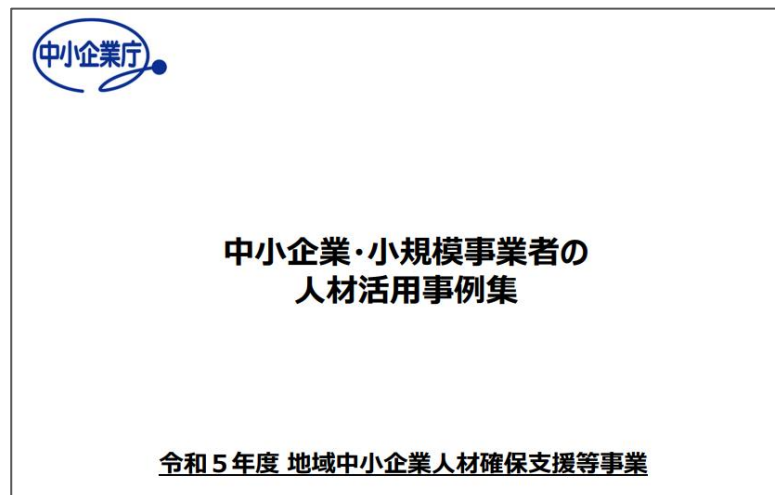 中小企業庁
中小企業・小規模事業者の
人材活用事例集
令和５年度 地域中小企業人材確保支援等事業